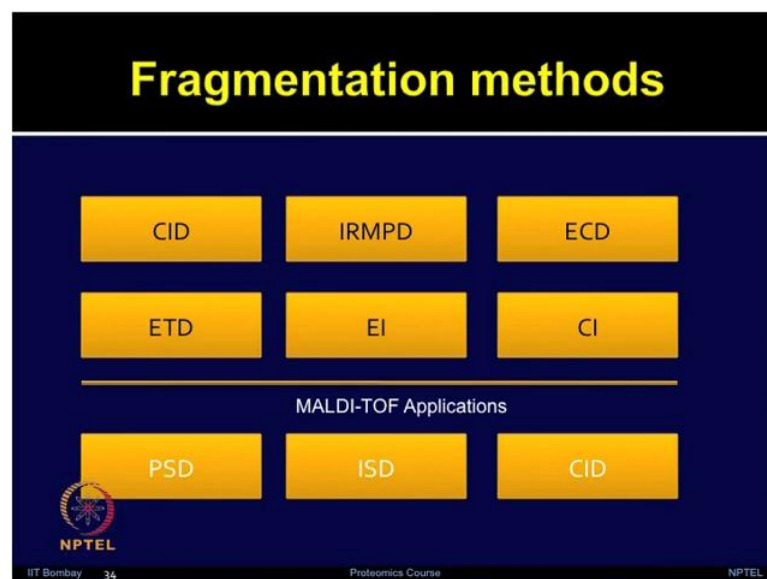 Fragmentation methods
CID IRMPD ECD
ETD EI CI
MALDI-TOF Applications
PSD ISD CID
NPTEL
IIT Bombay 34 Proteomics Course NPTEL